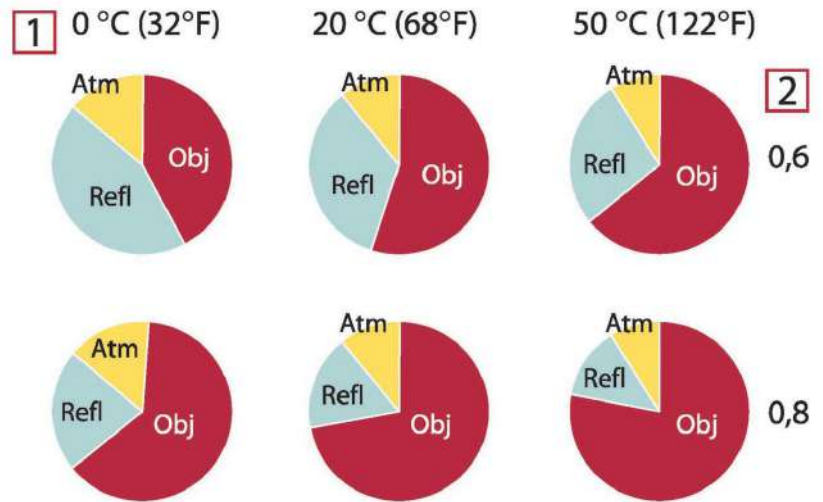 1 0 °C (32°F) 20 °C (68°F) 50 °C (122°F)
Atm Atm Atm 2
Obj Refl Obj Refl Refl Obj 0,6
Atm Atm Atm
Refl Obj Refl Obj Refl Obj 0,8